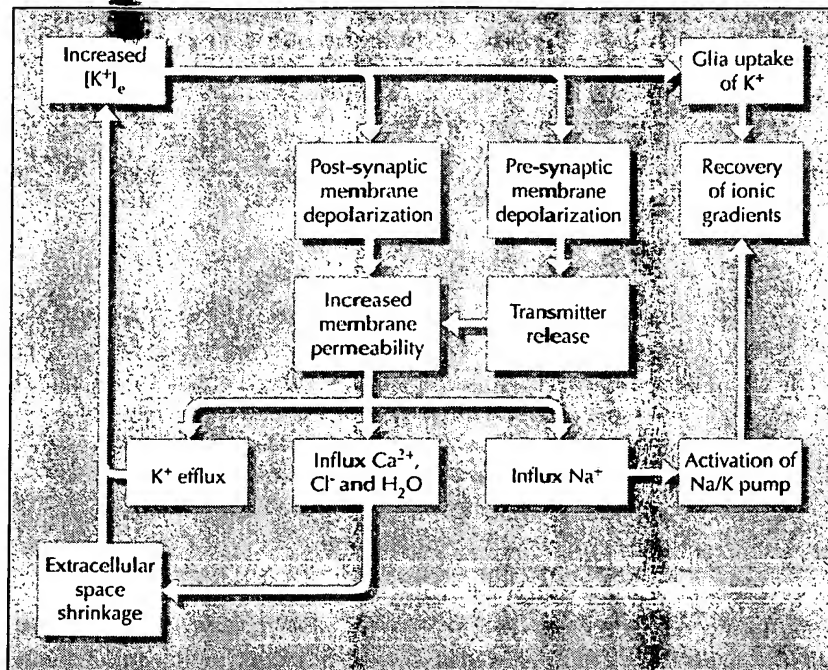 Increased
[K⁺]ₑ
Glia uptake
of K⁺
Post-synaptic
membrane
depolarization
Pre-synaptic
membrane
depolarization
Recovery
of ionic
gradients
Increased
membrane
permeability
Transmitter
release
K⁺ efflux
Influx Ca²⁺,
Cl⁻ and H₂O
Influx Na⁺
Activation of
Na/K pump
Extracellular
space
shrinkage